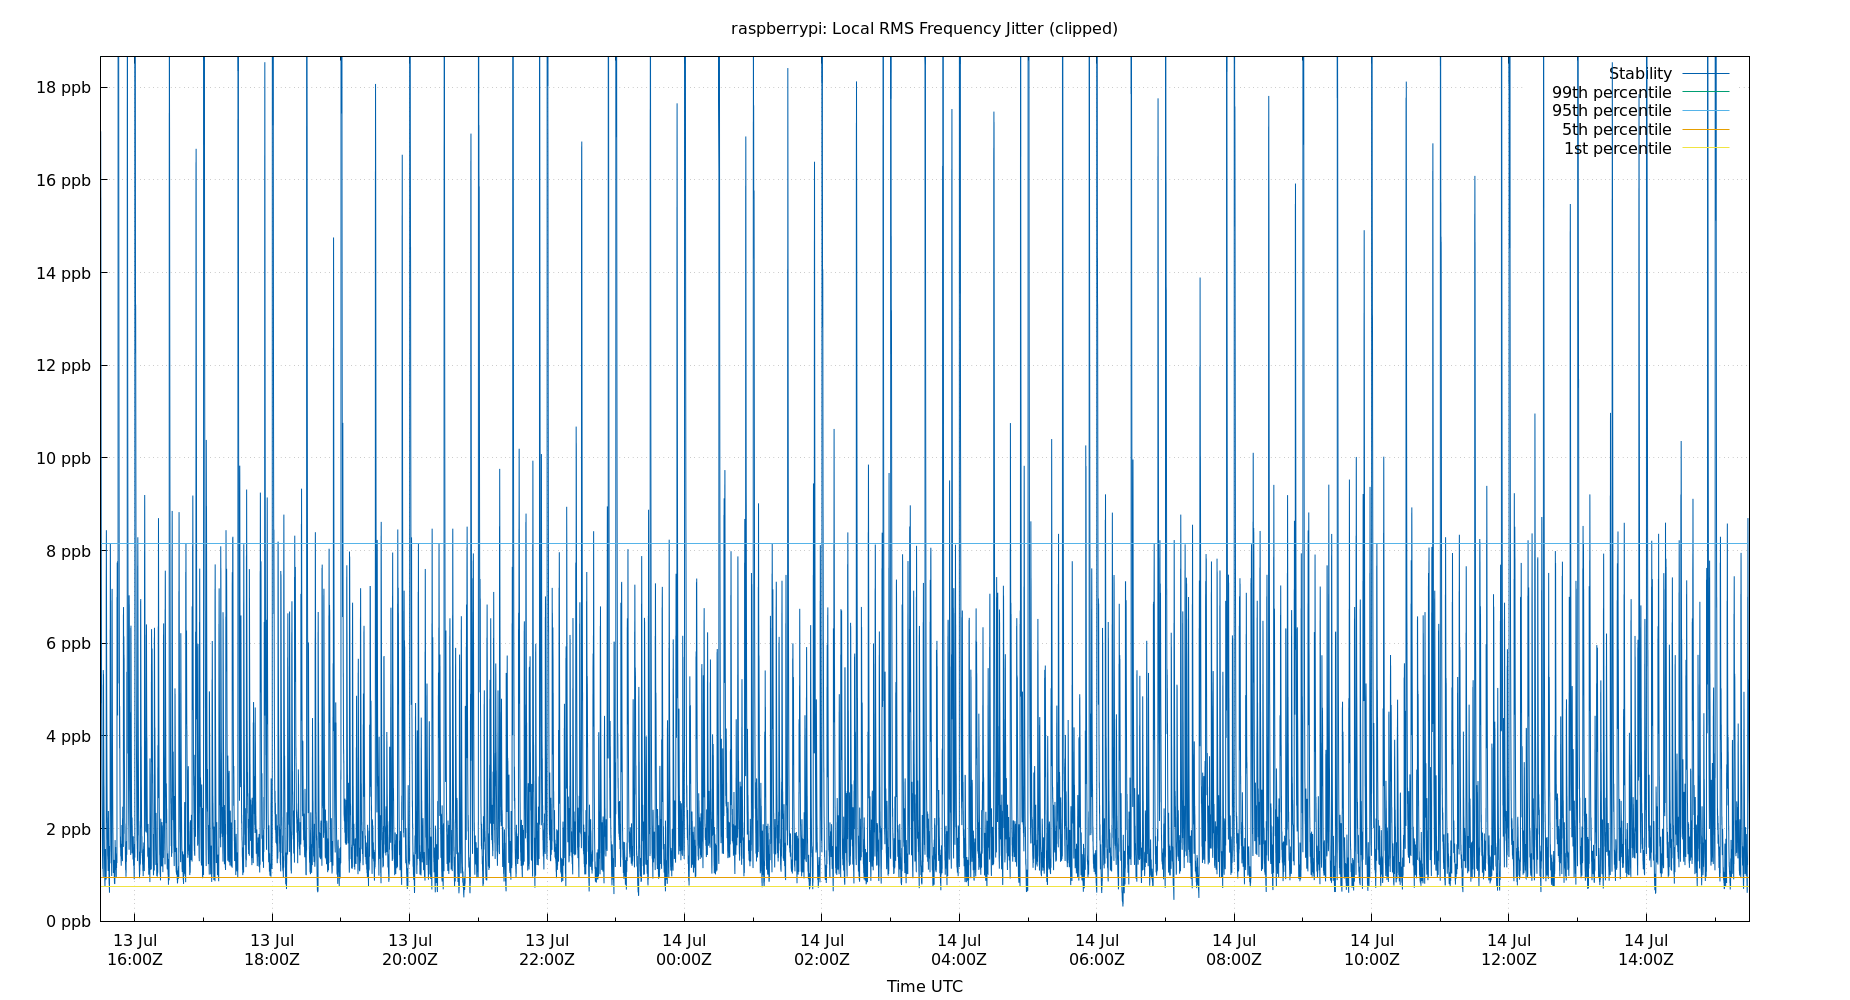 raspberrypi: Local RMS Frequency Jitter (clipped)
18 ppb
16 ppb
14 ppb
12 ppb
10 ppb
8 ppb
6 ppb
4 ppb
2 ppb
0 ppb
Stability
99th percentile
95th percentile
5th percentile
1st percentile
13 Jul 13 Jul 13 Jul 13 Jul 14 Jul 14 Jul 14 Jul 14 Jul 14 Jul 14 Jul 14 Jul 14 Jul
16:00Z 18:00Z 20:00Z 22:00Z 00:00Z 02:00Z 04:00Z 06:00Z 08:00Z 10:00Z 12:00Z 14:00Z
Time UTC